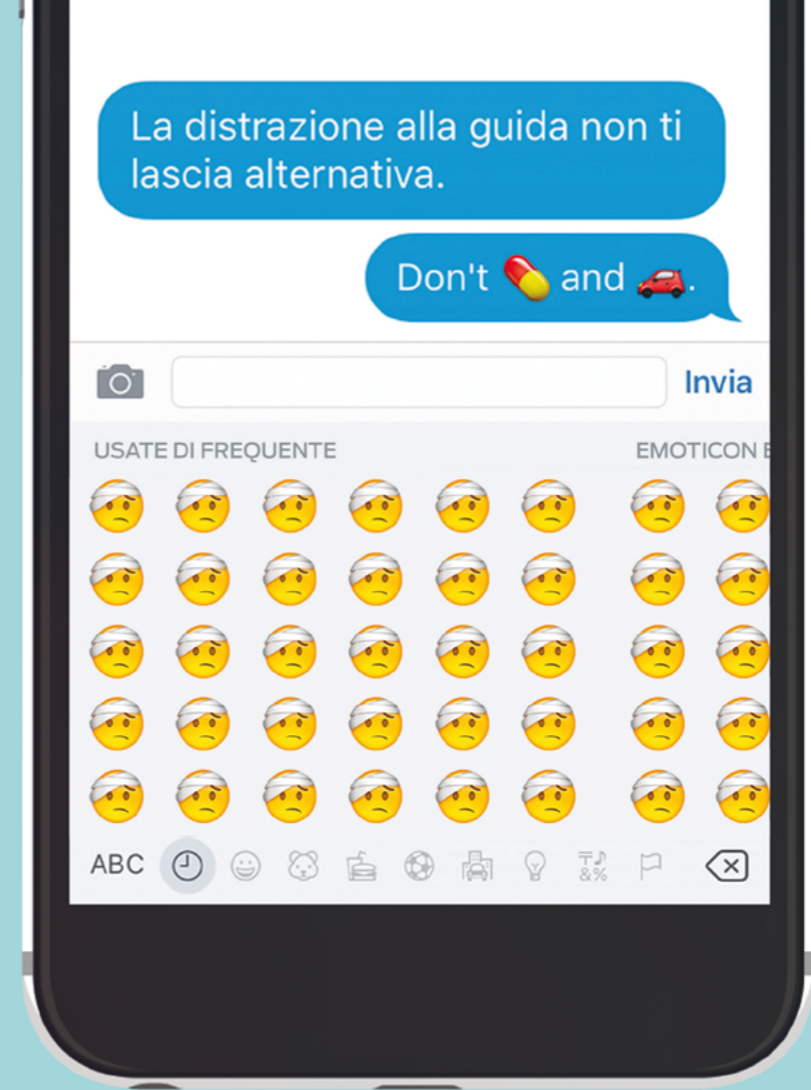 La distrazione alla guida non ti
lascia alternativa.
Don't 💊 and 🚗.
Invia
USATE DI FREQUENTE
EMOTICON E
ABC
&%